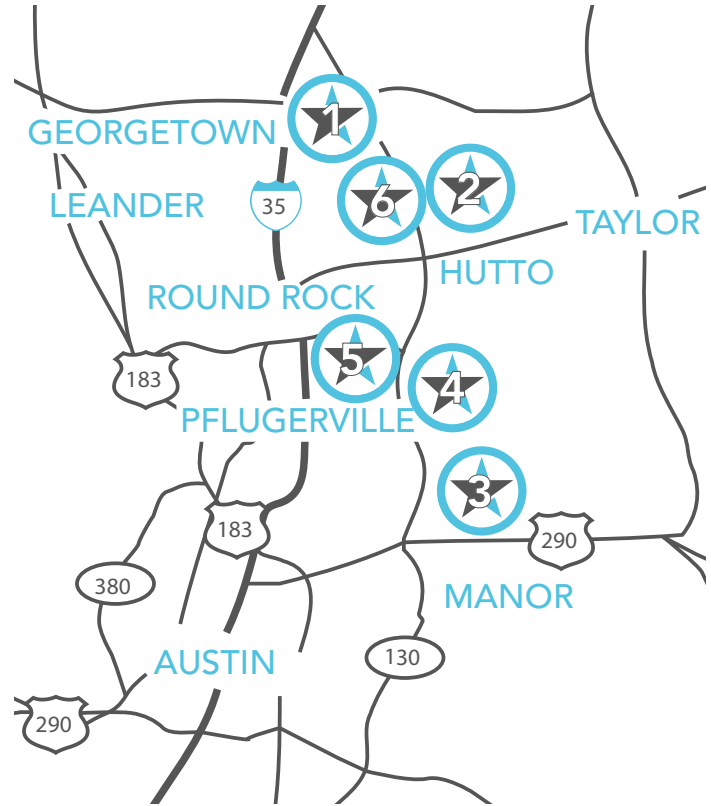 1
GEORGETOWN
2
6
LEANDER
35
TAYLOR
HUTTO
ROUND ROCK
5
183
4
PFLUGERVILLE
3
183
290
380
MANOR
130
AUSTIN
290